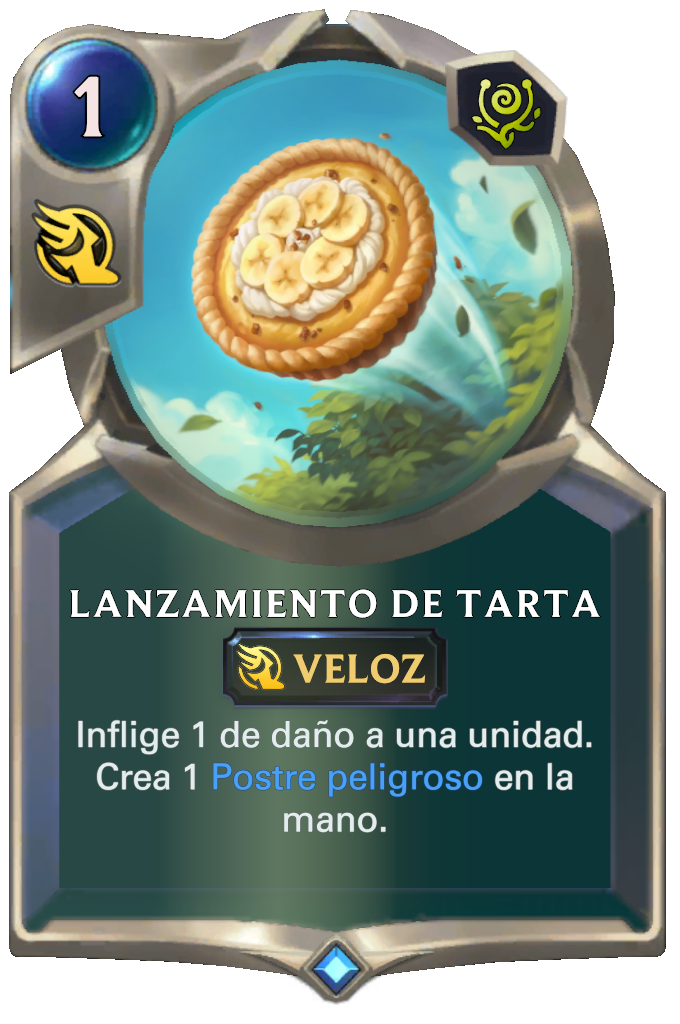 1
LANZAMIENTO DE TARTA
VELOZ
Inflige 1 de daño a una unidad.
Crea 1 Postre peligroso en la
mano.